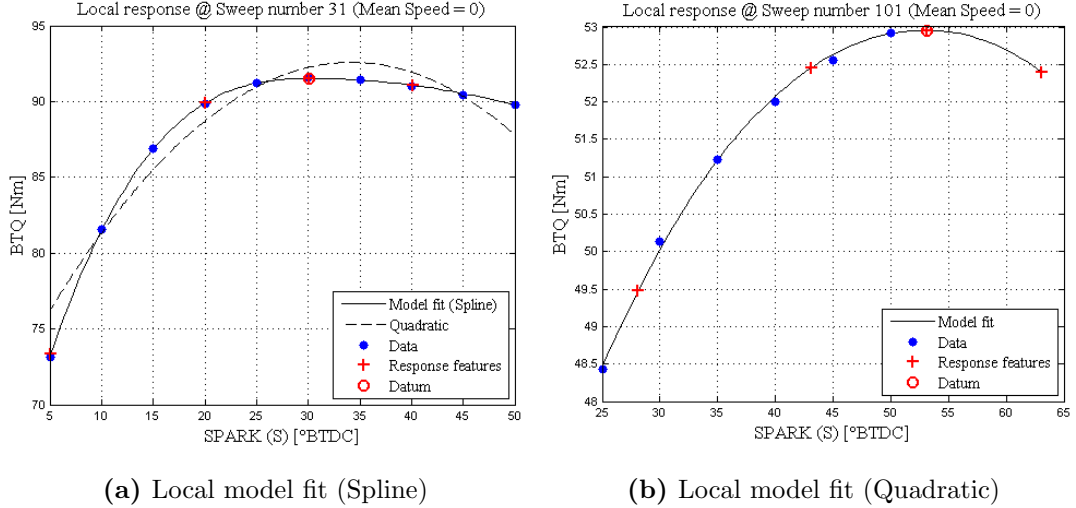 Local response @ Sweep number 31 (Mean Speed = 0)
95
90
85
80
75
70
BTQ [Nm]
5 10 15 20 25 30 35 40 45 50
SPARK (S) [°BTDC]
Model fit (Spline)
Quadratic
Data
Response features
Datum
(a) Local model fit (Spline)
Local response @ Sweep number 101 (Mean Speed = 0)
53
52.5
52
51.5
51
50.5
50
49.5
49
48.5
48
BTQ [Nm]
25 30 35 40 45 50 55 60 65
SPARK (S) [°BTDC]
Model fit
Data
Response features
Datum
(b) Local model fit (Quadratic)